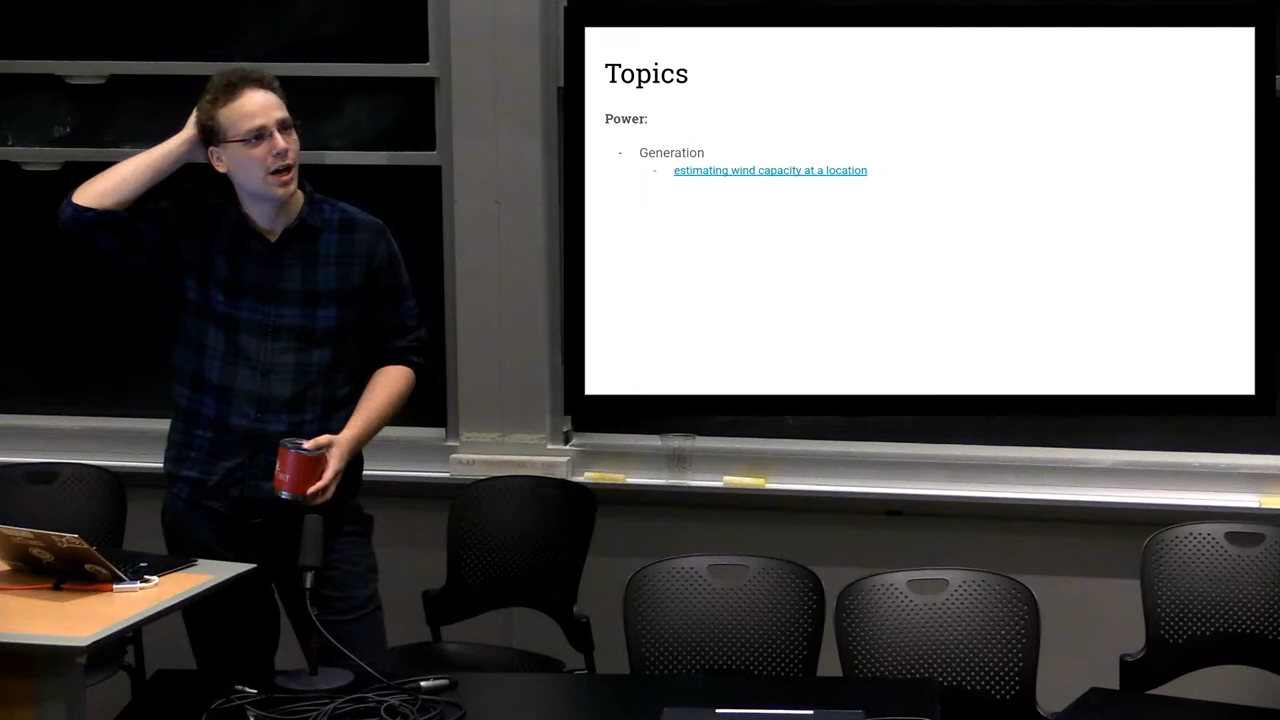 Topics
Power:
- Generation
- estimating wind capacity at a location